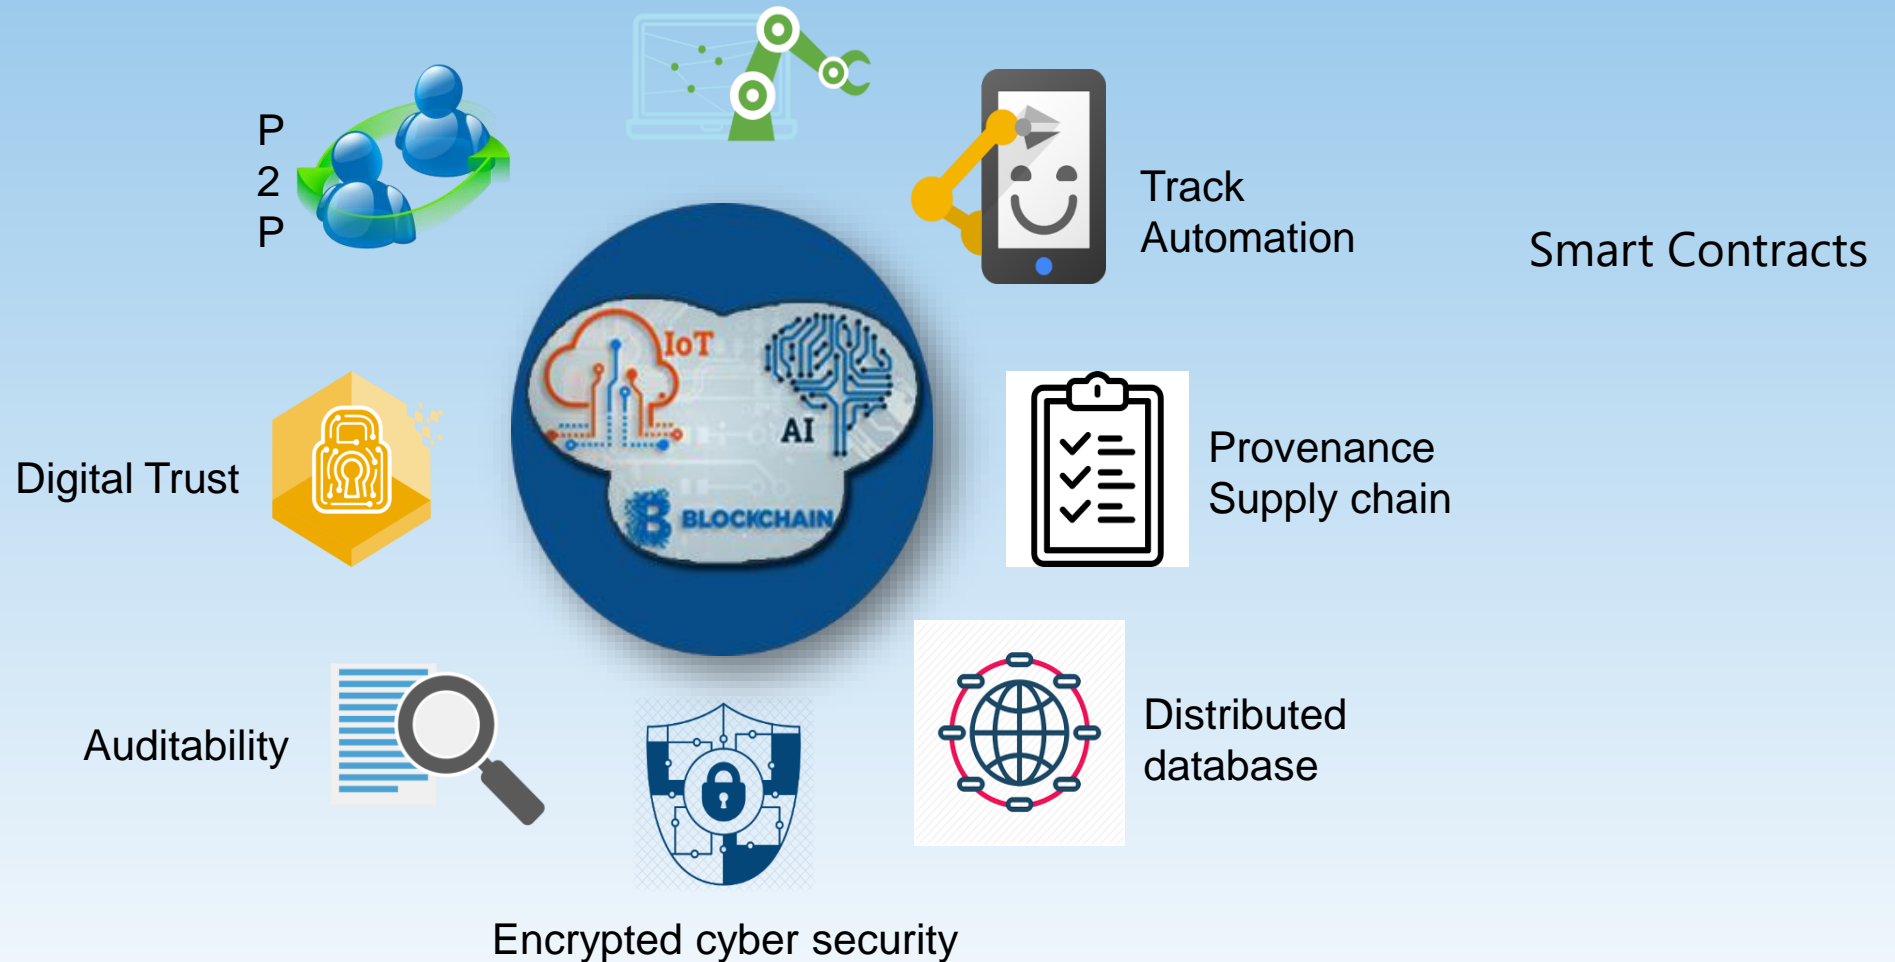 P
2
P
Track
Automation
Smart Contracts
IoT
AI
BLOCKCHAIN
Digital Trust
Provenance
Supply chain
Auditability
Distributed
database
Encrypted cyber security